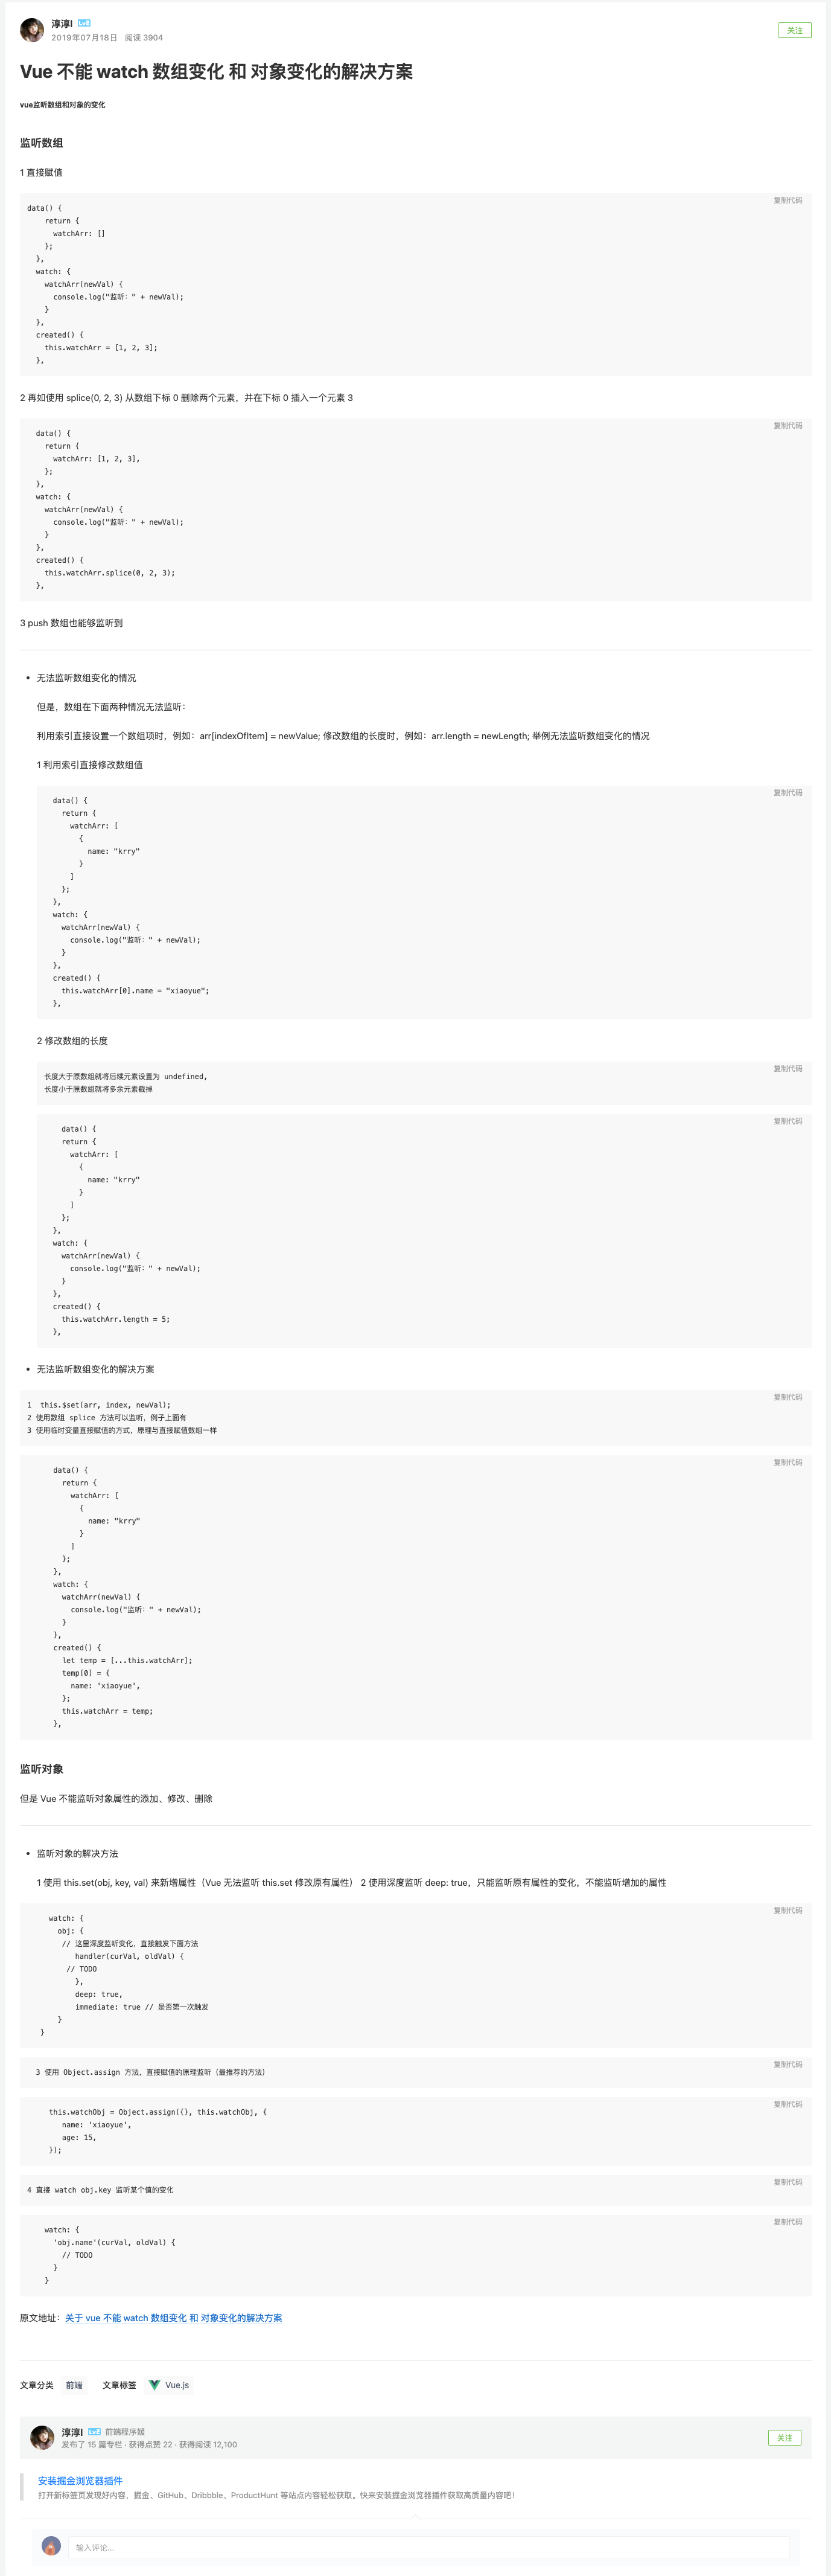 淳淳l
2019年07月18日 阅读 3904
关注
Vue 不能 watch 数组变化 和 对象变化的解决方案
vue监听数组和对象的变化
监听数组
1 直接赋值
复制代码
data() {
    return {
      watchArr: []
    };
  },
  watch: {
    watchArr(newVal) {
      console.log("监听：" + newVal);
    }
  },
  created() {
    this.watchArr = [1, 2, 3];
  },
2 再如使用 splice(0, 2, 3) 从数组下标 0 删除两个元素，并在下标 0 插入一个元素 3
复制代码
  data() {
    return {
      watchArr: [1, 2, 3],
    };
  },
  watch: {
    watchArr(newVal) {
      console.log("监听：" + newVal);
    }
  },
  created() {
    this.watchArr.splice(0, 2, 3);
  },
3 push 数组也能够监听到
• 无法监听数组变化的情况
但是，数组在下面两种情况无法监听：
利用索引直接设置一个数组项时，例如：arr[indexOfItem] = newValue; 修改数组的长度时，例如：arr.length = newLength; 举例无法监听数组变化的情况
1 利用索引直接修改数组值
复制代码
  data() {
    return {
      watchArr: [
        {
          name: "krry"
        }
      ]
    };
  },
  watch: {
    watchArr(newVal) {
      console.log("监听：" + newVal);
    }
  },
  created() {
    this.watchArr[0].name = "xiaoyue";
  },
2 修改数组的长度
复制代码
长度大于原数组就将后续元素设置为 undefined，
长度小于原数组就将多余元素截掉
复制代码
    data() {
    return {
      watchArr: [
        {
          name: "krry"
        }
      ]
    };
  },
  watch: {
    watchArr(newVal) {
      console.log("监听：" + newVal);
    }
  },
  created() {
    this.watchArr.length = 5;
  },
• 无法监听数组变化的解决方案
复制代码
1  this.$set(arr, index, newVal);
2 使用数组 splice 方法可以监听，例子上面有
3 使用临时变量直接赋值的方式，原理与直接赋值数组一样
复制代码
      data() {
        return {
          watchArr: [
            {
              name: "krry"
            }
          ]
        };
      },
      watch: {
        watchArr(newVal) {
          console.log("监听：" + newVal);
        }
      },
      created() {
        let temp = [...this.watchArr];
        temp[0] = {
          name: 'xiaoyue',
        };
        this.watchArr = temp;
      },
监听对象
但是 Vue 不能监听对象属性的添加、修改、删除
• 监听对象的解决方法
1 使用 this.set(obj, key, val) 来新增属性（Vue 无法监听 this.set 修改原有属性） 2 使用深度监听 deep: true，只能监听原有属性的变化，不能监听增加的属性
复制代码
     watch: {
       obj: {
        // 这里深度监听变化，直接触发下面方法
           handler(curVal, oldVal) {
         // TODO
           },
           deep: true,
           immediate: true // 是否第一次触发
       }
   }
复制代码
  3 使用 Object.assign 方法，直接赋值的原理监听（最推荐的方法）
复制代码
     this.watchObj = Object.assign({}, this.watchObj, {
        name: 'xiaoyue',
        age: 15,
     });
复制代码
4 直接 watch obj.key 监听某个值的变化
复制代码
    watch: {
      'obj.name'(curVal, oldVal) {
        // TODO
      }
    }
原文地址：关于 vue 不能 watch 数组变化 和 对象变化的解决方案
文章分类 前端 文章标签 Vue.js
淳淳l 前端程序媛
发布了 15 篇专栏 · 获得点赞 22 · 获得阅读 12,100
关注
安装掘金浏览器插件
打开新标签页发现好内容，掘金、GitHub、Dribbble、ProductHunt 等站点内容轻松获取。快来安装掘金浏览器插件获取高质量内容吧！
输入评论...